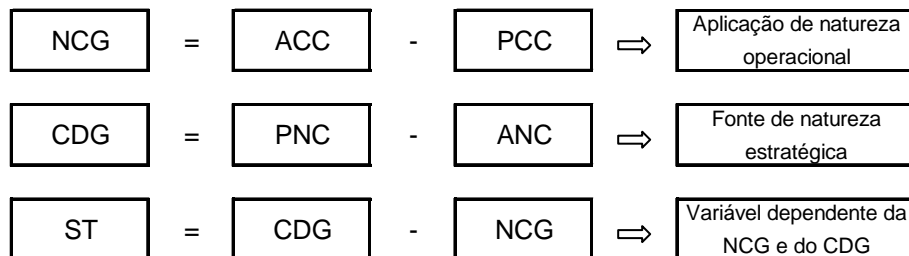 NCG = ACC - PCC ⇨ Aplicação de natureza
operacional
CDG = PNC - ANC ⇨ Fonte de natureza
estratégica
ST = CDG - NCG ⇨ Variável dependente da
NCG e do CDG